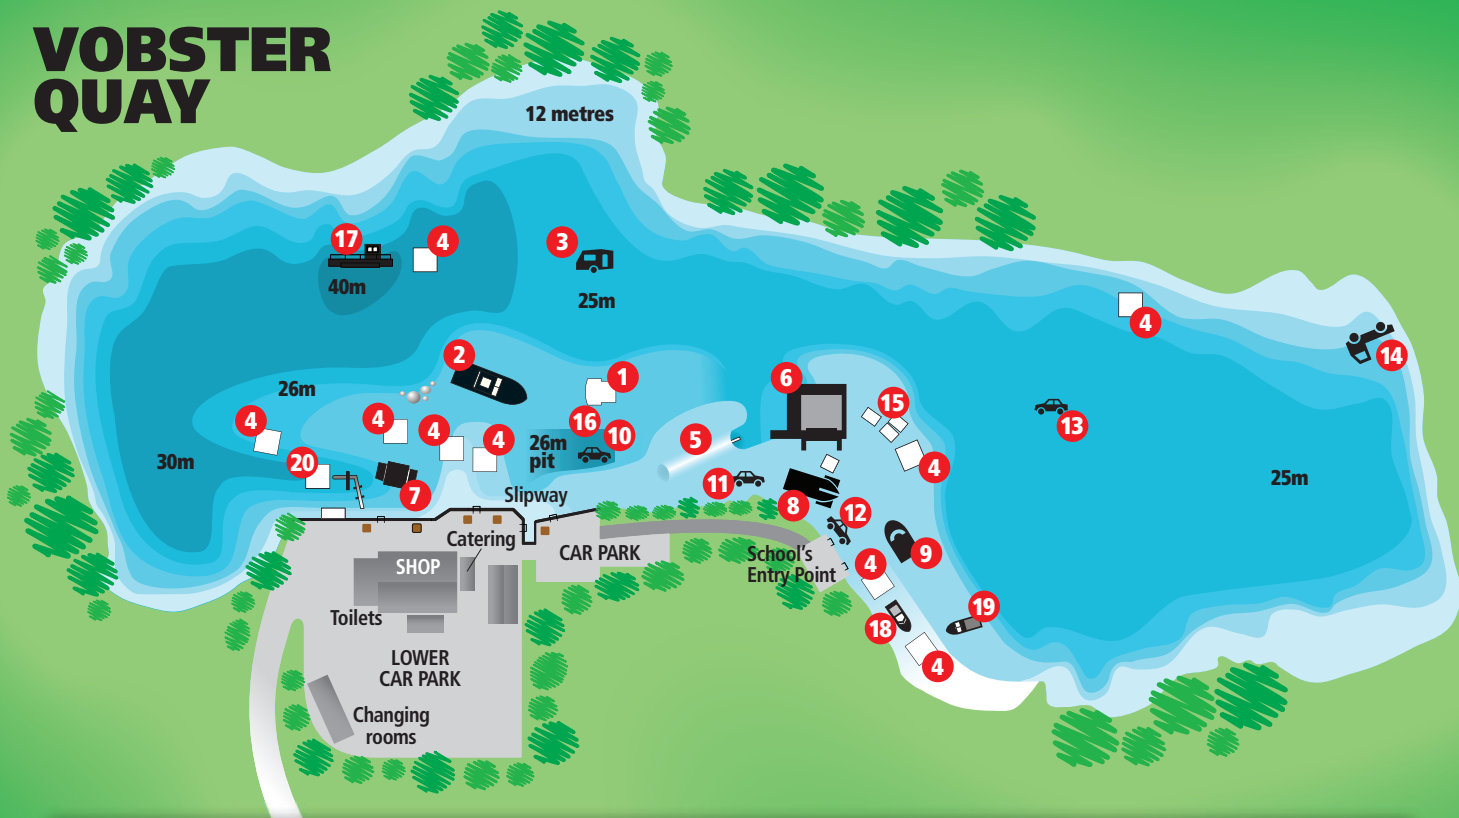 VOBSTER
QUAY
12 metres
17
4
3
40m
25m
4
14
2
1
6
26m
4
4
4
4
16
10
5
15
13
26m
pit
30m
20
7
11
8
4
25m
Slipway
12
Catering
CAR PARK
School's
Entry Point
9
SHOP
4
Toilets
18
19
LOWER
CAR PARK
4
Changing
rooms